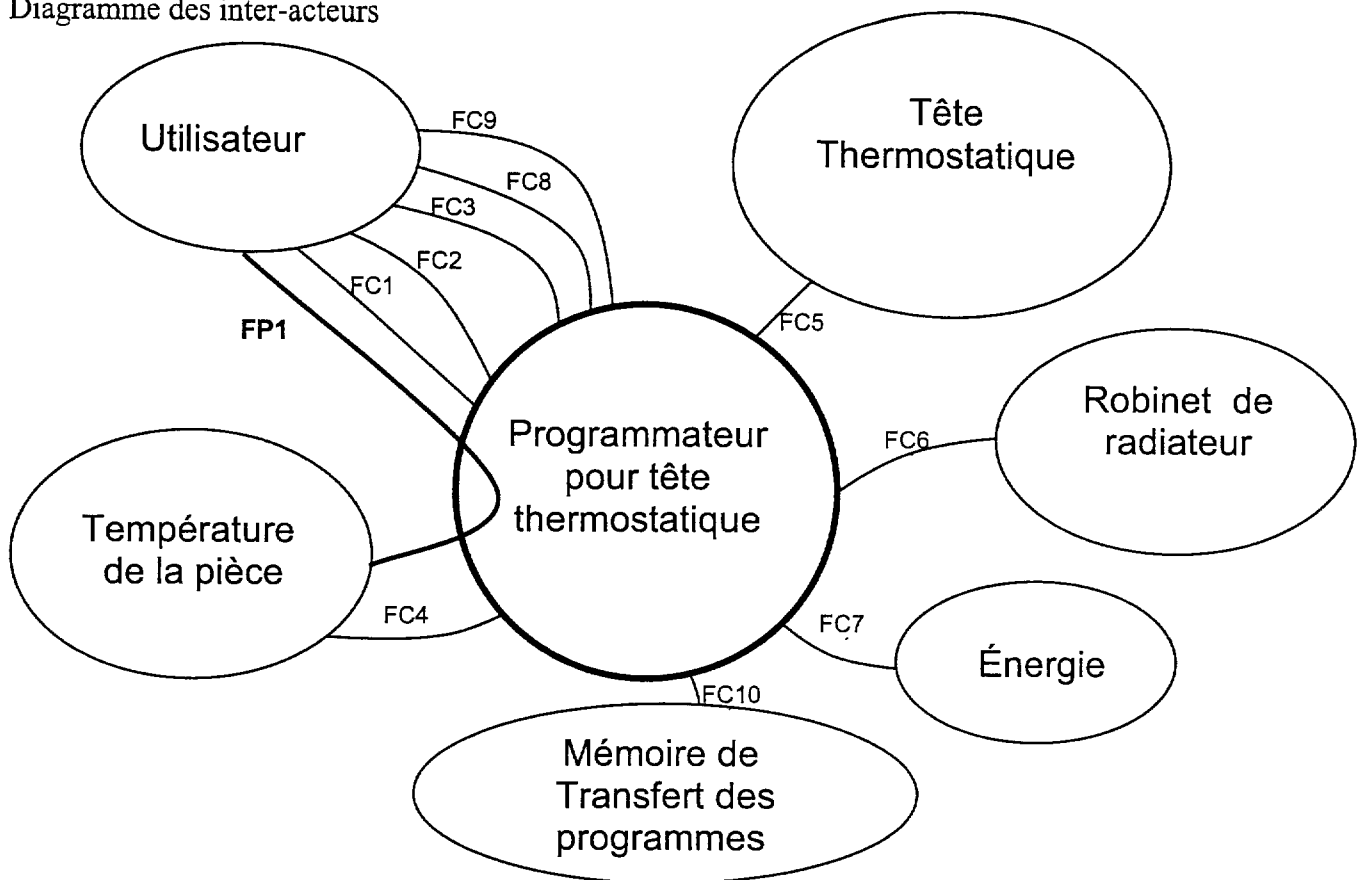 Diagramme des inter-acteurs
Utilisateur
Tête
Thermostatique
FC9
FC8
FC3
FC2
FC1
FP1
FC5
Robinet de
radiateur
FC6
Programmateur
pour tête
thermostatique
Température
de la pièce
FC4
FC7
Énergie
FC10
Mémoire de
Transfert des
programmes